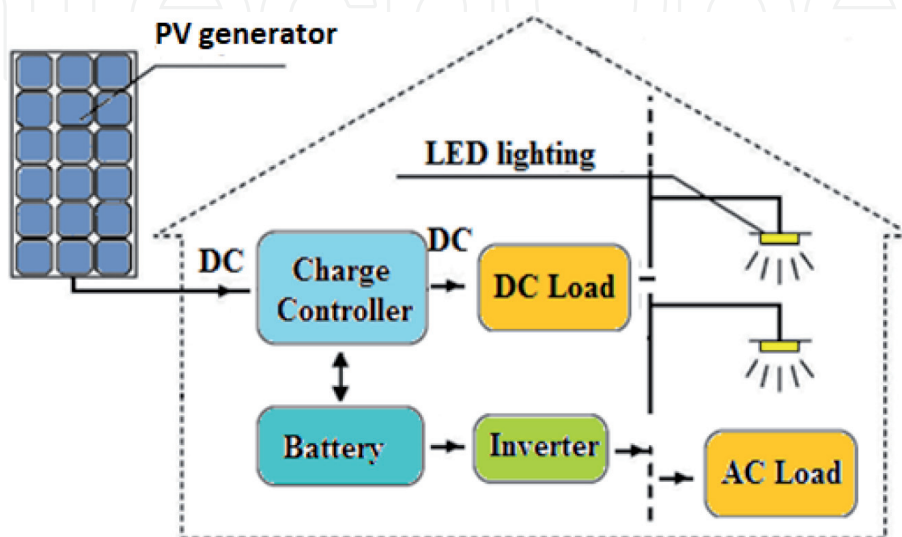 PV generator
LED lighting
DC
Charge
Controller
DC
DC Load
Battery
Inverter
AC Load